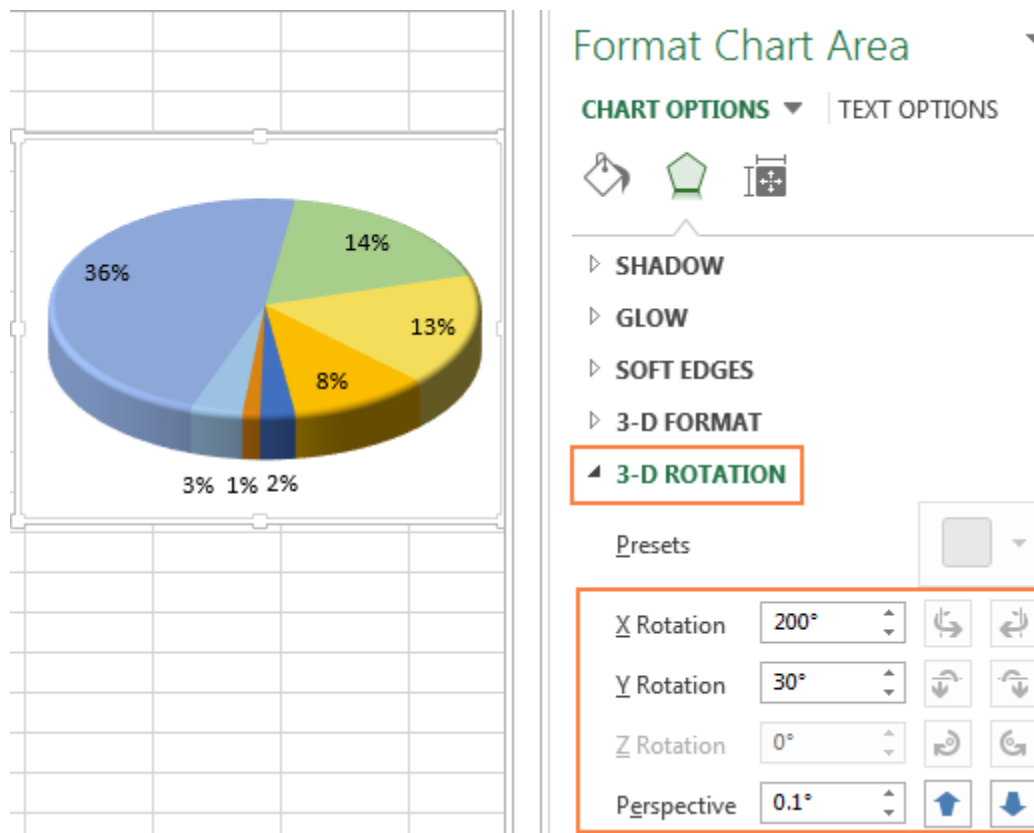 Format Chart Area
CHART OPTIONS TEXT OPTIONS
14%
36%
13%
8%
3% 1% 2%
SHADOW
GLOW
SOFT EDGES
3-D FORMAT
3-D ROTATION
Presets
X Rotation 200°
Y Rotation 30°
Z Rotation 0°
Perspective 0.1°